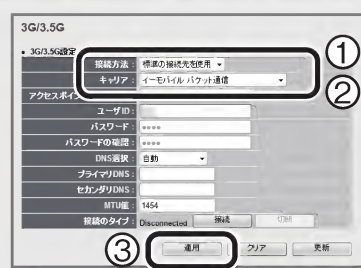 3G/3.5G
• 3G/3.5G設定
接続方法： 標準の接続先を使用
キャリア： イーモバイル パケット通信
アクセスポイン
ユーザID：
パスワード： ●●●●
パスワードの確認： ●●●●
DNS選択： 自動
プライマリDNS：
セカンダリDNS：
MTU値： 1454
接続のタイプ： Disconnected 接続 切断
適用 クリア 更新
①
②
③